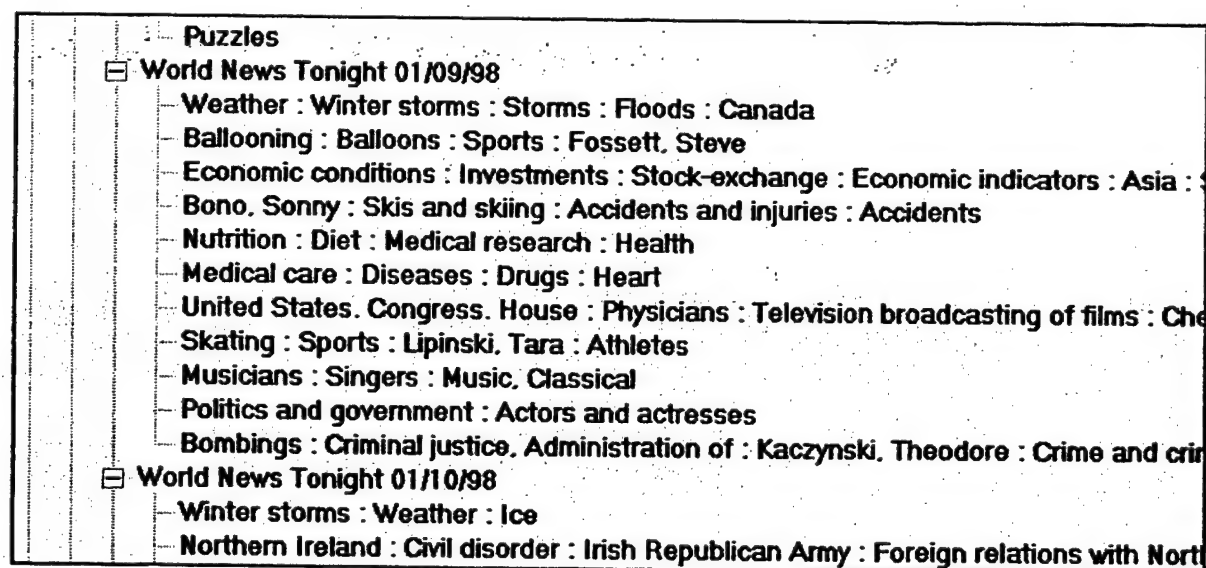 Puzzles
World News Tonight 01/09/98
Weather : Winter storms : Storms : Floods : Canada
Ballooning : Balloons : Sports : Fossett, Steve
Economic conditions : Investments : Stock-exchange : Economic indicators : Asia :
Bono, Sonny : Skis and skiing : Accidents and injuries : Accidents
Nutrition : Diet : Medical research : Health
Medical care : Diseases : Drugs : Heart
United States. Congress. House : Physicians : Television broadcasting of films : Che
Skating : Sports : Lipinski, Tara : Athletes
Musicians : Singers : Music, Classical
Politics and government : Actors and actresses
Bombings : Criminal justice, Administration of : Kaczynski, Theodore : Crime and crim
World News Tonight 01/10/98
Winter storms : Weather : Ice
Northern Ireland : Civil disorder : Irish Republican Army : Foreign relations with North